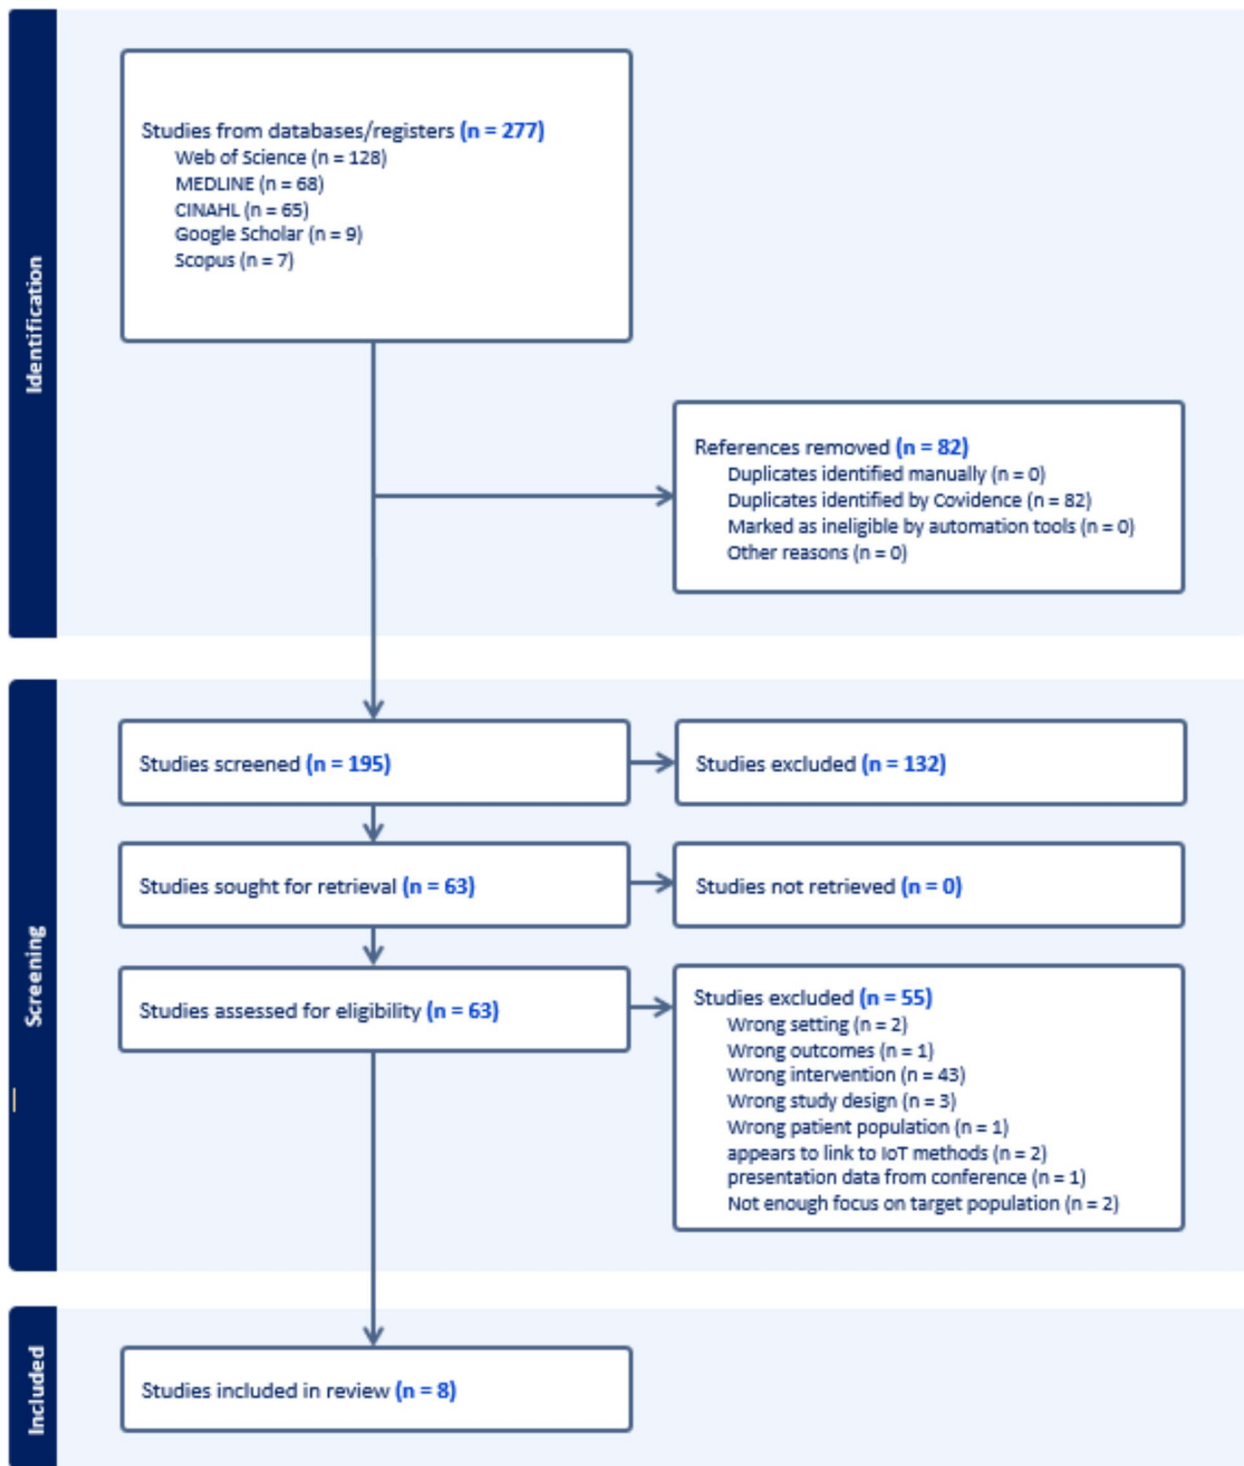 Identification
Studies from databases/registers (n = 277)
Web of Science (n = 128)
MEDLINE (n = 68)
CINAHL (n = 65)
Google Scholar (n = 9)
Scopus (n = 7)
References removed (n = 82)
Duplicates identified manually (n = 0)
Duplicates identified by Covidence (n = 82)
Marked as ineligible by automation tools (n = 0)
Other reasons (n = 0)
Screening
Studies screened (n = 195)
Studies excluded (n = 132)
Studies sought for retrieval (n = 63)
Studies not retrieved (n = 0)
Studies assessed for eligibility (n = 63)
Studies excluded (n = 55)
Wrong setting (n = 2)
Wrong outcomes (n = 1)
Wrong intervention (n = 43)
Wrong study design (n = 3)
Wrong patient population (n = 1)
appears to link to IoT methods (n = 2)
presentation data from conference (n = 1)
Not enough focus on target population (n = 2)
Included
Studies included in review (n = 8)